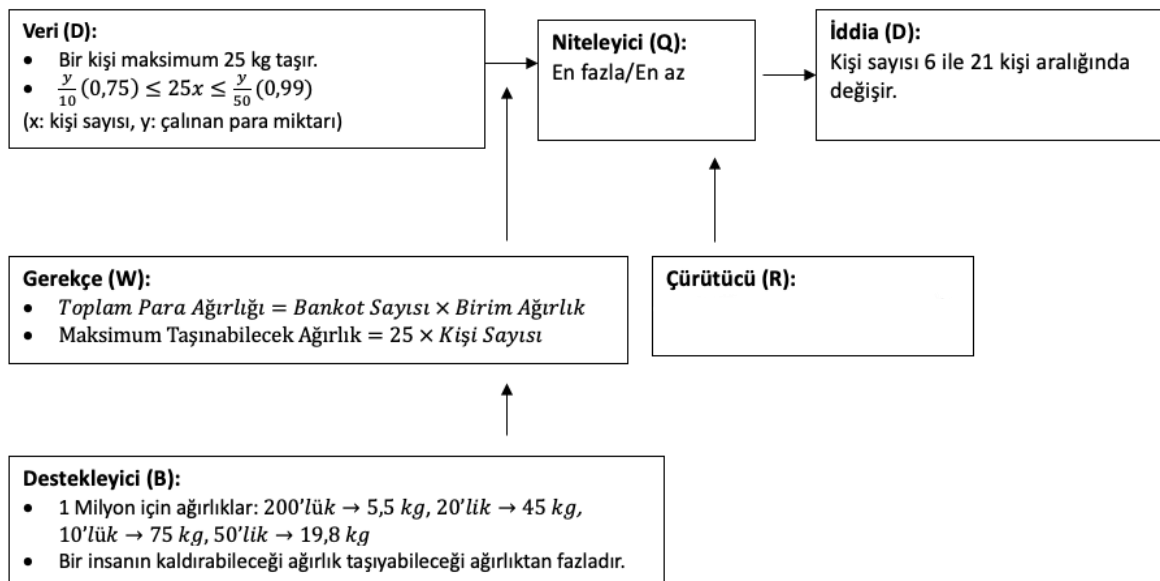 Veri (D):
• Bir kişi maksimum 25 kg taşır.
• y/10 (0,75) ≤ 25x ≤ y/50 (0,99)
(x: kişi sayısı, y: çalınan para miktarı)
Niteleyici (Q):
En fazla/En az
İddia (D):
Kişi sayısı 6 ile 21 kişi aralığında
değişir.
Gerekçe (W):
• Toplam Para Ağırlığı = Bankot Sayısı × Birim Ağırlık
• Maksimum Taşınabilecek Ağırlık = 25 × Kişi Sayısı
Çürütücü (R):
Destekleyici (B):
• 1 Milyon için ağırlıklar: 200'lük → 5,5 kg, 20'lik → 45 kg,
10'lük → 75 kg, 50'lik → 19,8 kg
• Bir insanın kaldırabileceği ağırlık taşıyabileceği ağırlıktan fazladır.